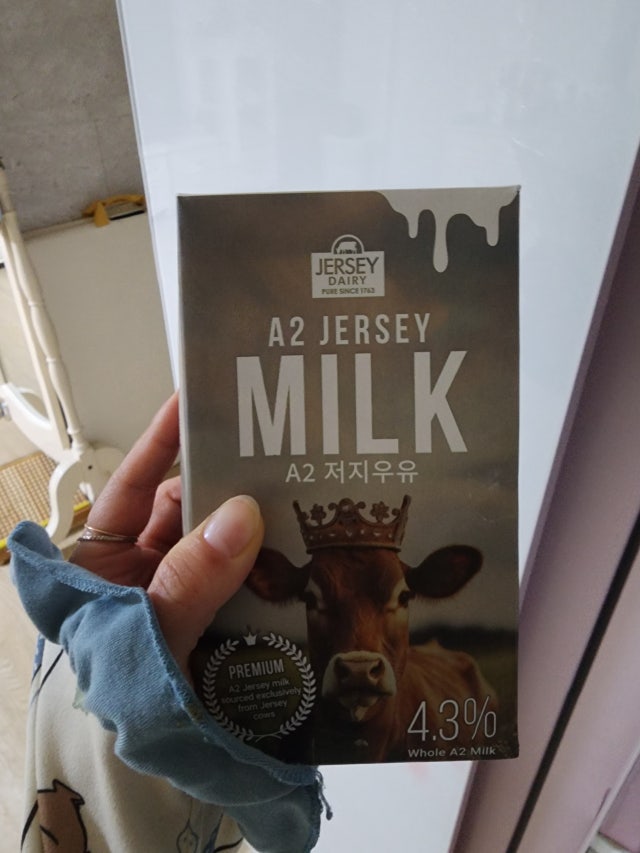 JERSEY
DAIRY
PURE SINCE 1763
A2 JERSEY
MILK
A2 저지우유
PREMIUM
A2 Jersey milk
sourced exclusively
from Jersey
cows
4.3%
Whole A2 Milk